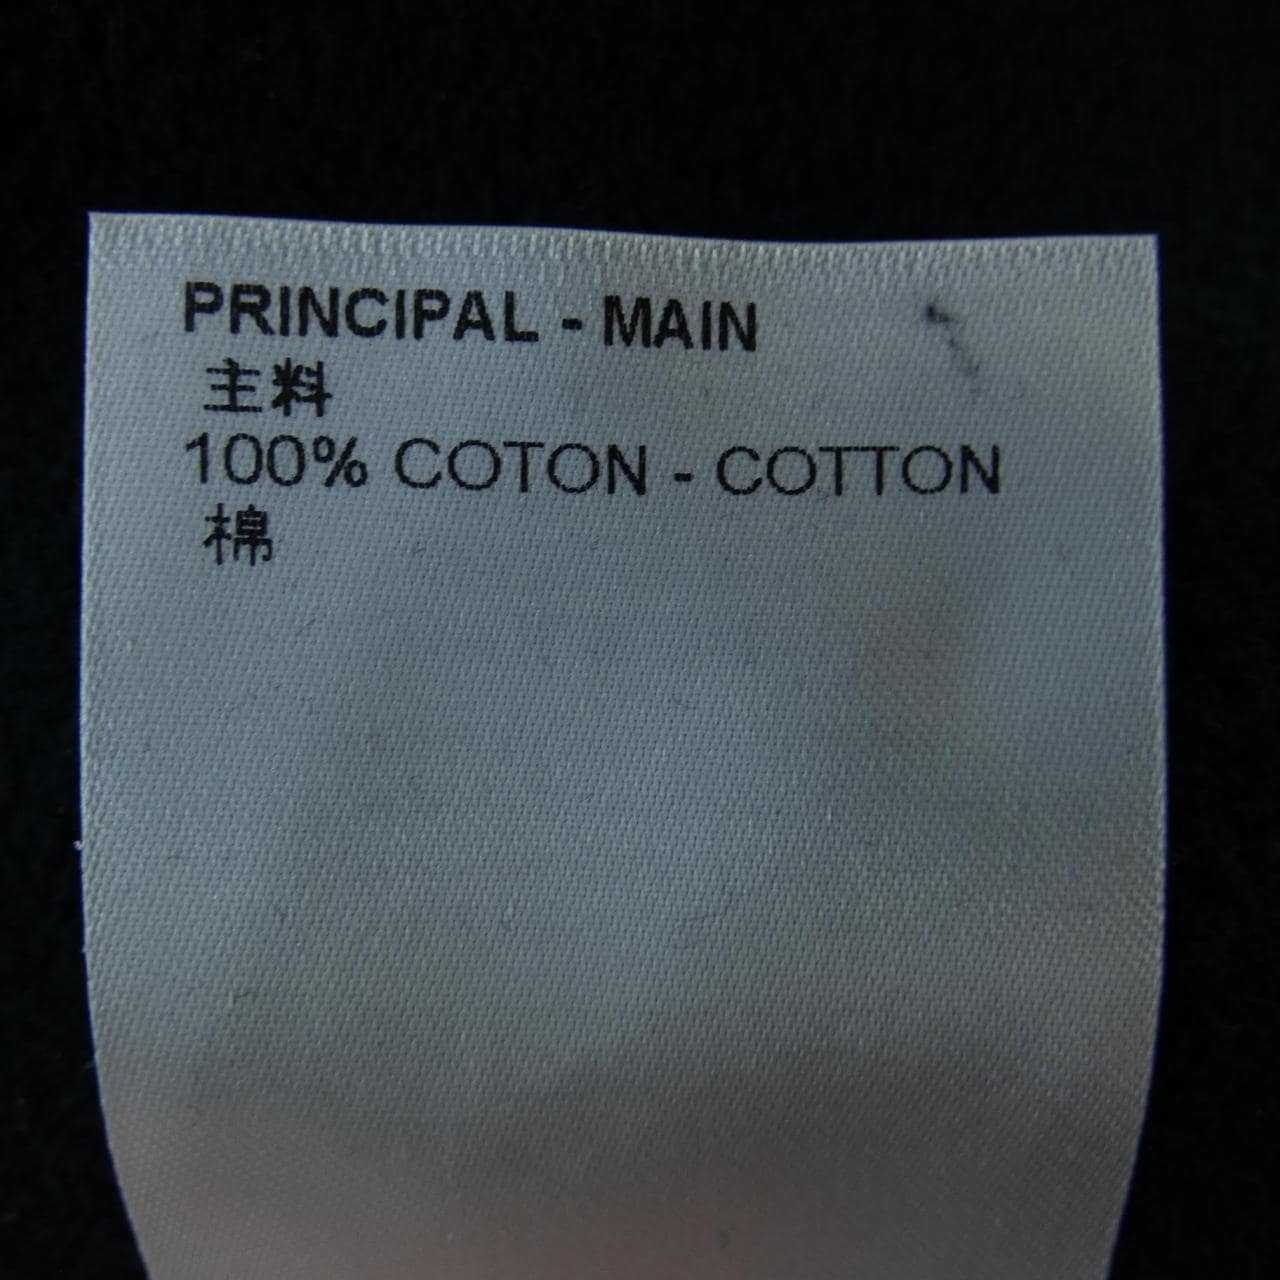 PRINCIPAL - MAIN
主料
100% COTON - COTTON
棉